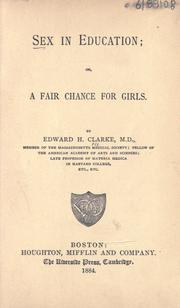 SEX IN EDUCATION;
OR,
A FAIR CHANCE FOR GIRLS.
BY
EDWARD H. CLARKE, M.D.,
MEMBER OF THE MASSACHUSETTS MEDICAL SOCIETY; FELLOW OF
THE AMERICAN ACADEMY OF ARTS AND SCIENCES;
LATE PROFESSOR OF MATERIA MEDICA
IN HARVARD COLLEGE,
ETC., ETC.
BOSTON:
HOUGHTON, MIFFLIN AND COMPANY.
The Riverside Press, Cambridge.
1884.